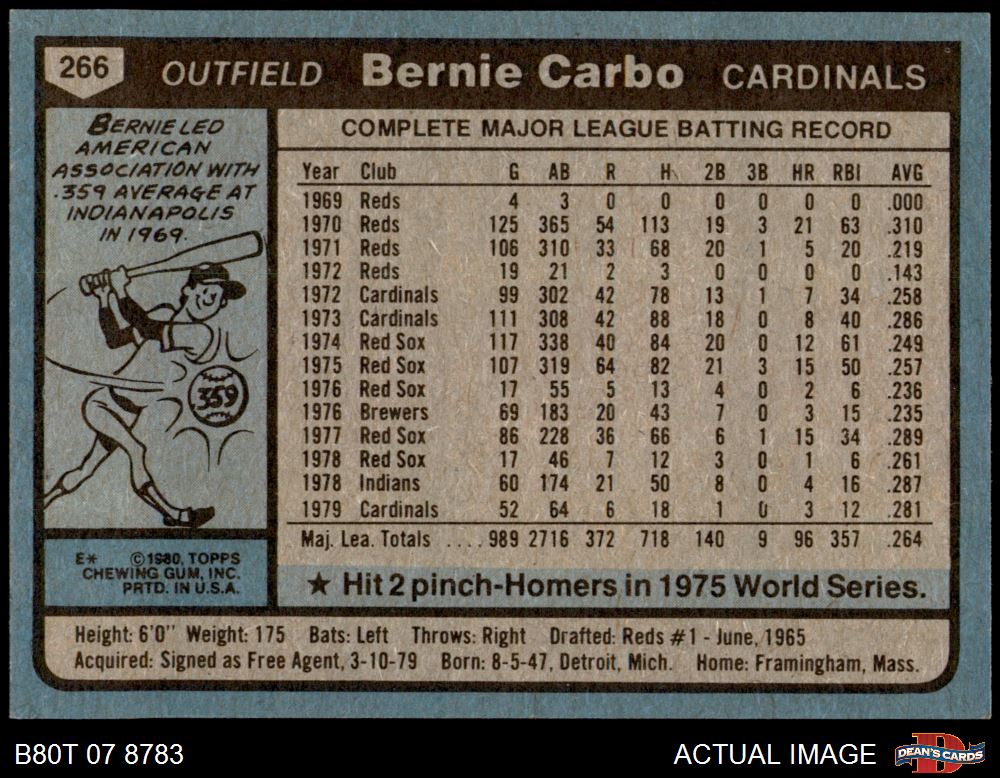 266 OUTFIELD Bernie Carbo CARDINALS
BERNIE LED
AMERICAN
ASSOCIATION WITH
.359 AVERAGE AT
INDIANAPOLIS
IN 1969.
359
E* © 1980, TOPPS
CHEWING GUM, INC.
PRTD. IN U.S.A.
COMPLETE MAJOR LEAGUE BATTING RECORD
Year Club G AB R H 2B 3B HR RBI AVG
1969 Reds 4 3 0 0 0 0 0 0 .000
1970 Reds 125 365 54 113 19 3 21 63 .310
1971 Reds 106 310 33 68 20 1 5 20 .219
1972 Reds 19 21 2 3 0 0 0 0 .143
1972 Cardinals 99 302 42 78 13 1 7 34 .258
1973 Cardinals 111 308 42 88 18 0 8 40 .286
1974 Red Sox 117 338 40 84 20 0 12 61 .249
1975 Red Sox 107 319 64 82 21 3 15 50 .257
1976 Red Sox 17 55 5 13 4 0 2 6 .236
1976 Brewers 69 183 20 43 7 0 3 15 .235
1977 Red Sox 86 228 36 66 6 1 15 34 .289
1978 Red Sox 17 46 7 12 3 0 1 6 .261
1978 Indians 60 174 21 50 8 0 4 16 .287
1979 Cardinals 52 64 6 18 1 0 3 12 .281
Maj. Lea. Totals .... 989 2716 372 718 140 9 96 357 .264
★ Hit 2 pinch-Homers in 1975 World Series.
Height: 6'0" Weight: 175 Bats: Left Throws: Right Drafted: Reds #1 - June, 1965
Acquired: Signed as Free Agent, 3-10-79 Born: 8-5-47, Detroit, Mich. Home: Framingham, Mass.
B80T 07 8783 ACTUAL IMAGE DEAN'S CARDS